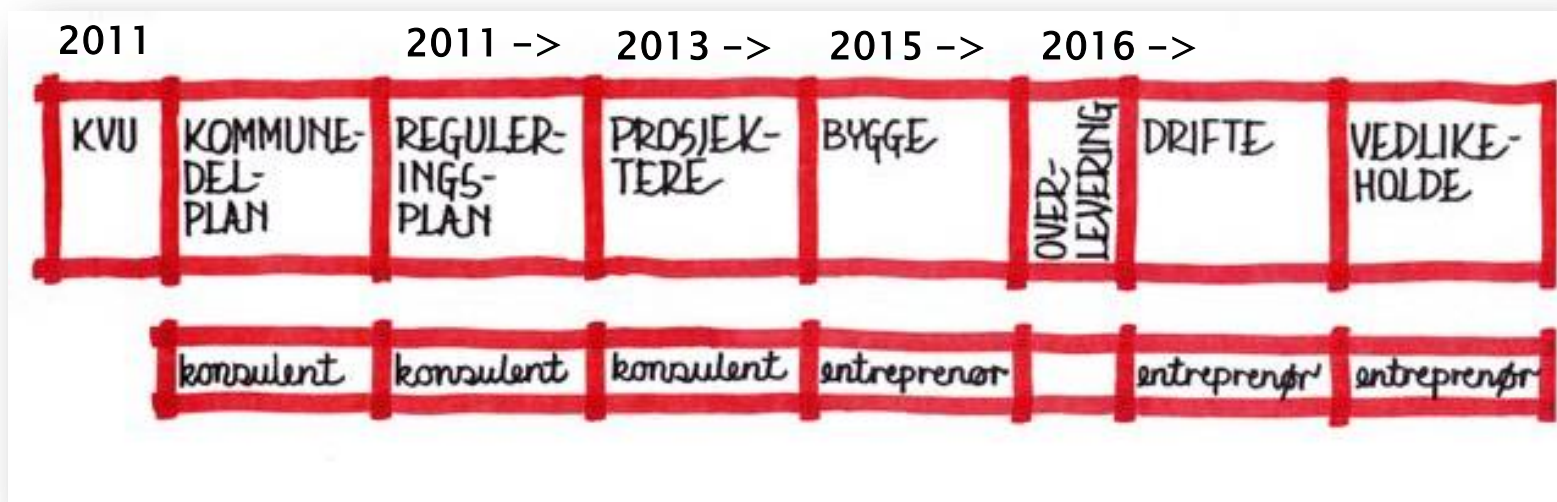 2011
2011 –>
2013 –>
2015 –>
2016 –>
KVU
KOMMUNE-
DEL-
PLAN
REGULER-
INGS-
PLAN
PROSJEK-
TERE
BYGGE
OVER-
LEVERING
DRIFTE
VEDLIKE-
HOLDE
konsulent
konsulent
konsulent
entreprenør
entreprenør
entreprenør